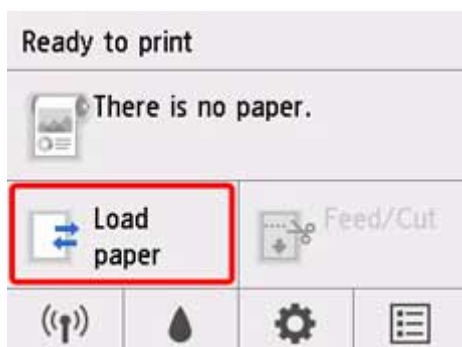 Ready to print
There is no paper.
Load
paper
Feed/Cut